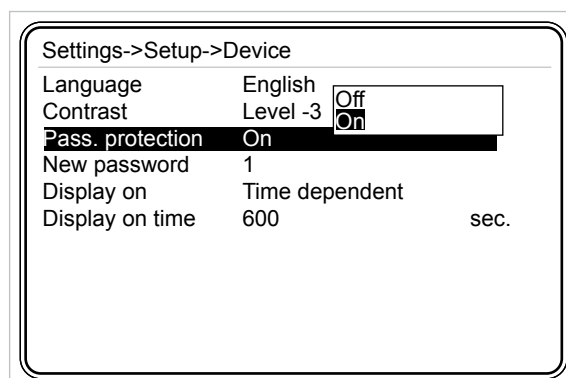 Settings->Setup->Device
Language English
Off
Contrast Level -3
On
Pass. protection On
New password 1
Display on Time dependent
Display on time 600 sec.